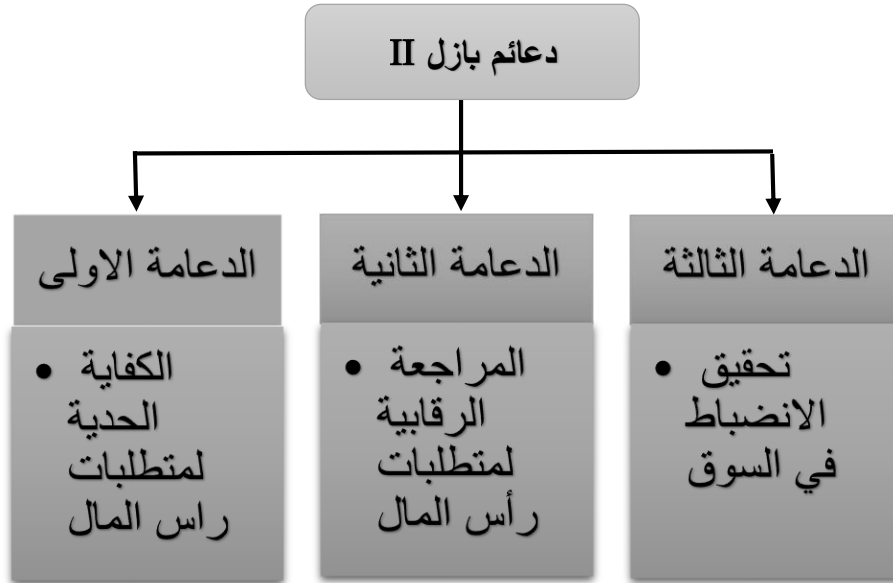 دعائم بازل II
الدعامة الاولى
• الكفاية
الحدية
لمتطلبات
راس المال
الدعامة الثانية
• المراجعة
الرقابية
لمتطلبات
رأس المال
الدعامة الثالثة
• تحقيق
الانضباط
في السوق